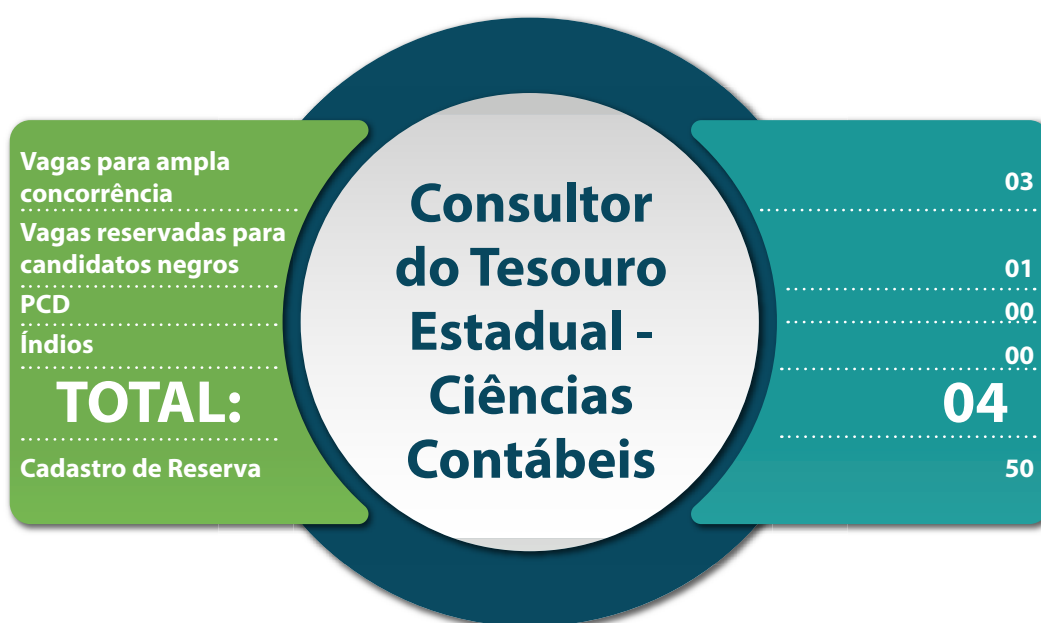 Vagas para ampla
concorrência
03
Vagas reservadas para
candidatos negros
01
PCD
00
Índios
00
TOTAL:
04
Cadastro de Reserva
50
Consultor
do Tesouro
Estadual -
Ciências
Contábeis